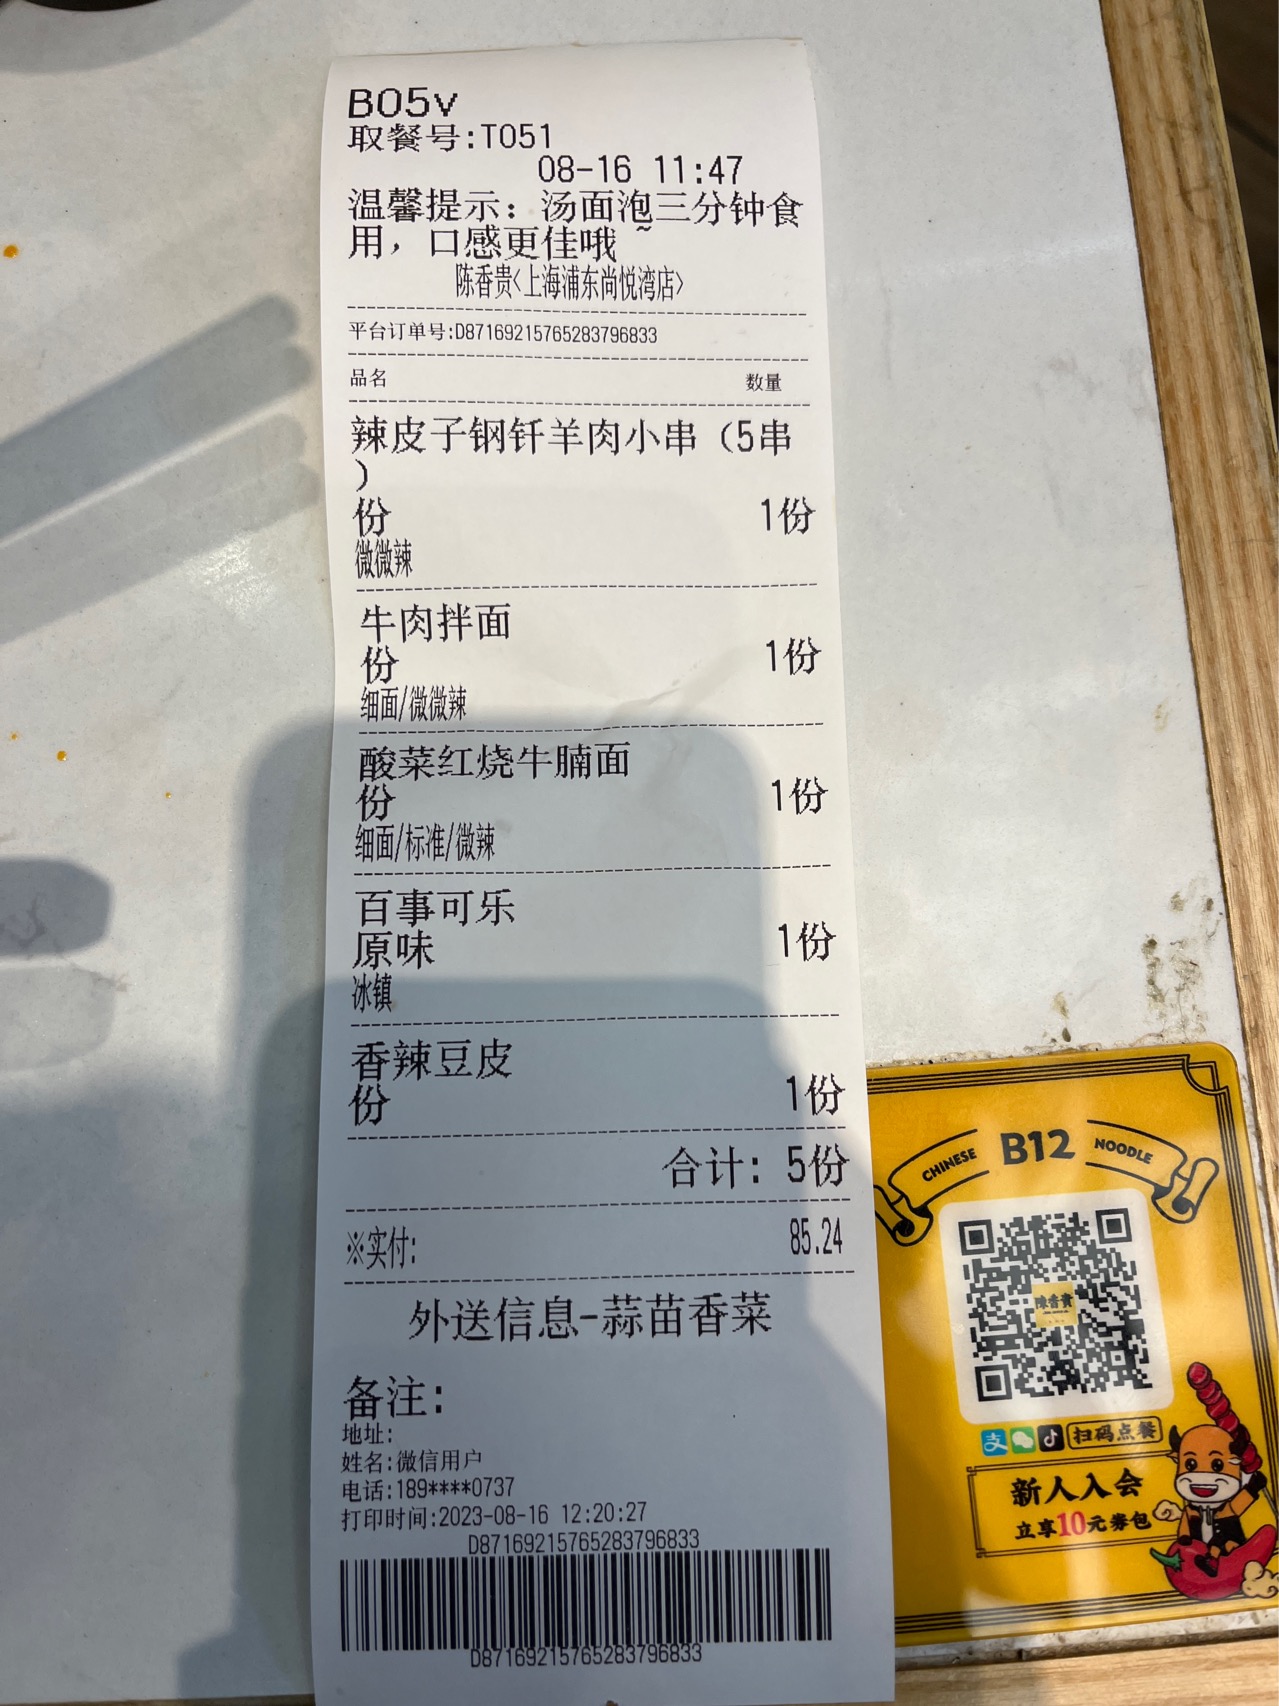 B05v
取餐号:T051
08-16 11:47
温馨提示：汤面泡三分钟食
用，口感更佳哦~
陈香贵<上海浦东尚悦湾店>
平台订单号:D871692157652837968​33
品名 数量
辣皮子钢钎羊肉小串（5串
）
份 1份
微微辣
牛肉拌面
份 1份
细面/微微辣
酸菜红烧牛腩面
份 1份
细面/标准/微辣
百事可乐
原味 1份
冰镇
香辣豆皮
份 1份
合计: 5份
※实付: 85.24
外送信息-蒜苗香菜
备注:
地址:
姓名:微信用户
电话:189****0737
打印时间:2023-08-16 12:20:27
D87169215765283796833
D87169215765283796833
CHINESE B12 NOODLE
陳香貴
支 扫码点餐
新人入会
立享10元券包